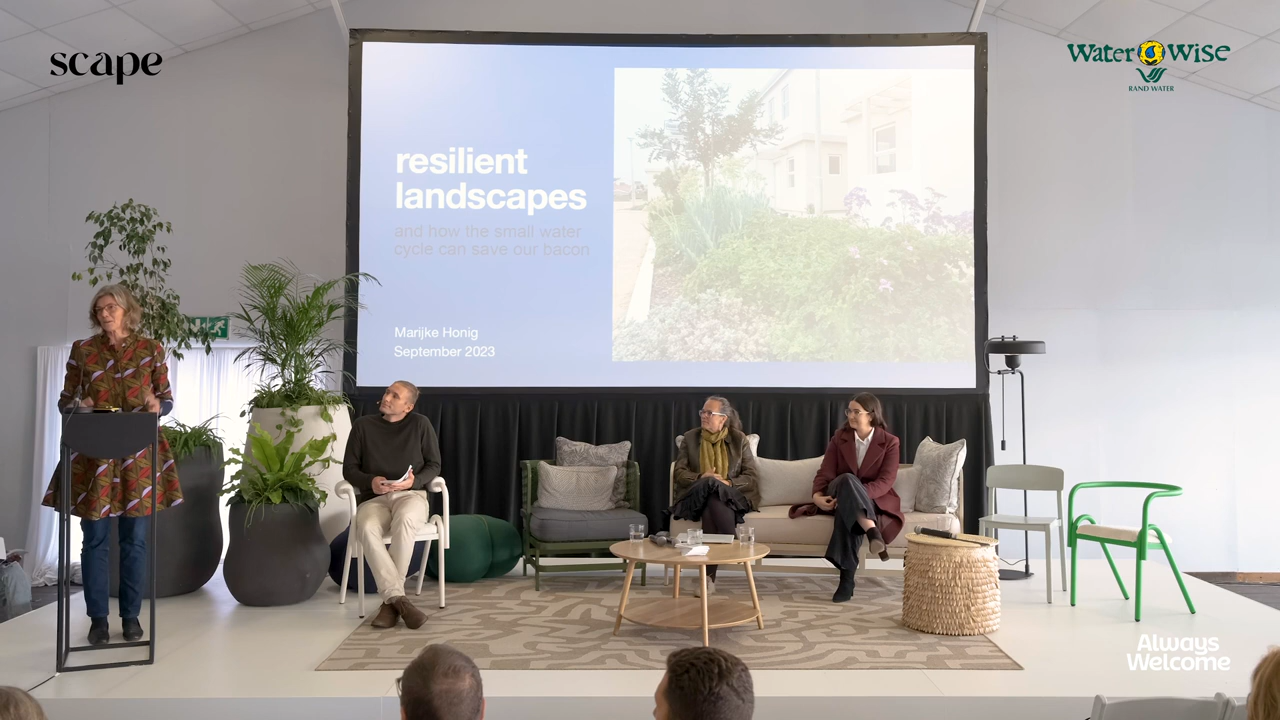 scape
Water Wise
RAND WATER
resilient
landscapes
and how the small water
cycle can save our bacon
Marijke Honig
September 2023
Always
Welcome